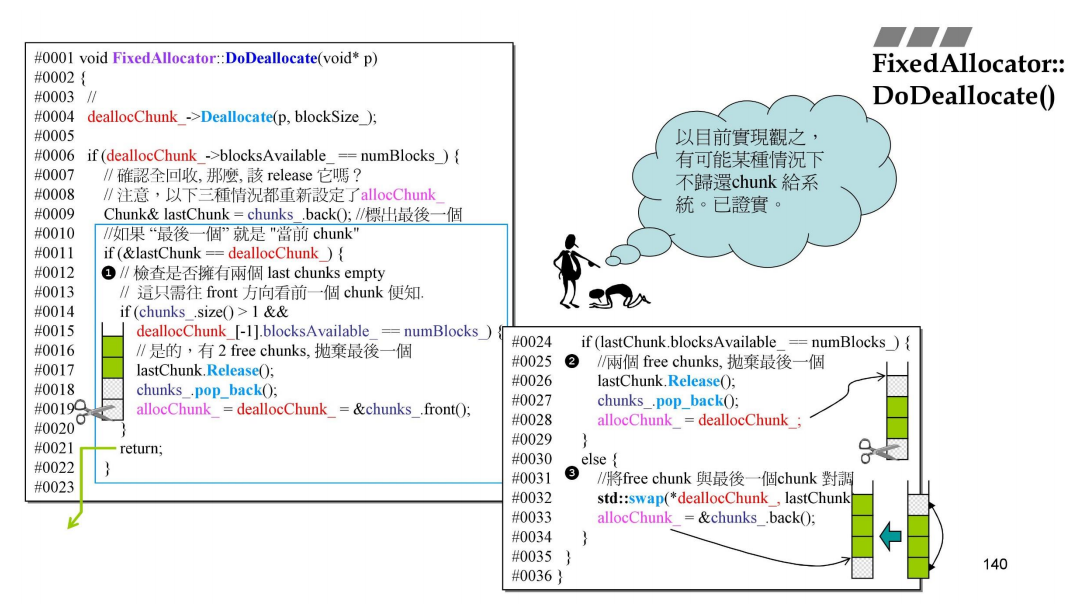 FixedAllocator::
DoDeallocate()
#0001 void FixedAllocator::DoDeallocate(void* p)
#0002 {
#0003 //
#0004 deallocChunk_->Deallocate(p, blockSize_);
#0005
#0006 if (deallocChunk_->blocksAvailable_ == numBlocks_) {
#0007 // 確認全回收, 那麼, 該 release 它嗎？
#0008 // 注意，以下三種情況都重新設定了allocChunk_
#0009 Chunk& lastChunk = chunks_.back(); //標出最後一個
#0010 //如果 “最後一個” 就是 "當前 chunk"
#0011 if (&lastChunk == deallocChunk_) {
#0012 ❶ // 檢查是否擁有兩個 last chunks empty
#0013 // 這只需往 front 方向看前一個 chunk 便知.
#0014 if (chunks_.size() > 1 &&
#0015 deallocChunk_[-1].blocksAvailable_ == numBlocks_) {
#0016 // 是的，有 2 free chunks, 拋棄最後一個
#0017 lastChunk.Release();
#0018 chunks_.pop_back();
#0019 allocChunk_ = deallocChunk_ = &chunks_.front();
#0020 }
#0021 return;
#0022 }
#0023
以目前實現觀之，
有可能某種情況下
不歸還chunk 給系
統。已證實。
#0024 if (lastChunk.blocksAvailable_ == numBlocks_) {
#0025 ❷ //兩個 free chunks, 拋棄最後一個
#0026 lastChunk.Release();
#0027 chunks_.pop_back();
#0028 allocChunk_ = deallocChunk_;
#0029 }
#0030 else {
#0031 ❸ //將free chunk 與最後一個chunk 對調
#0032 std::swap(*deallocChunk_, lastChunk
#0033 allocChunk_ = &chunks_.back();
#0034 }
#0035 }
#0036 }
140